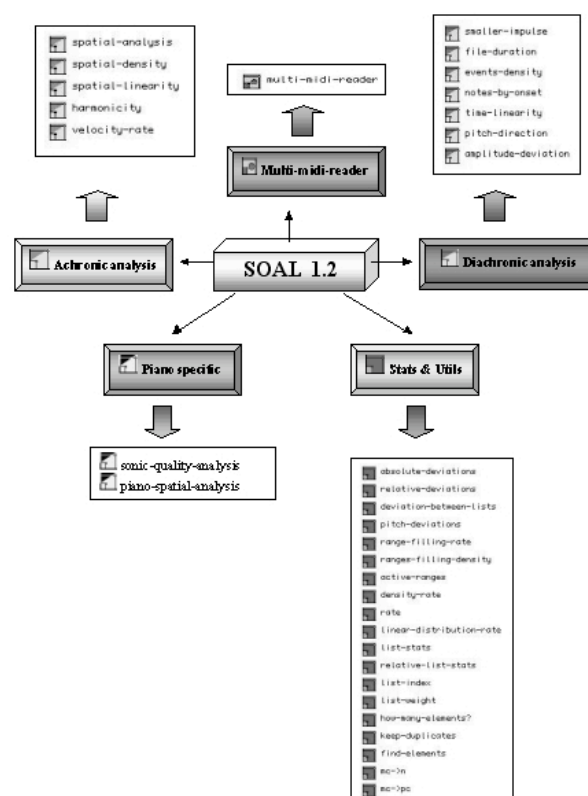 spatial-analysis
spatial-density
spatial-linearity
harmonicity
velocity-rate
multi-midi-reader
smaller-impulse
file-duration
events-density
notes-by-onset
time-linearity
pitch-direction
amplitude-deviation
Multi-midi-reader
Achronic analysis
SOAL 1.2
Diachronic analysis
Piano specific
Stats & Utils
sonic-quality-analysis
piano-spatial-analysis
absolute-deviations
relative-deviations
deviation-between-lists
pitch-deviations
range-filling-rate
ranges-filling-density
active-ranges
density-rate
rate
linear-distribution-rate
list-stats
relative-list-stats
list-index
list-weight
how-many-elements?
keep-duplicates
find-elements
mc->n
mc->pc